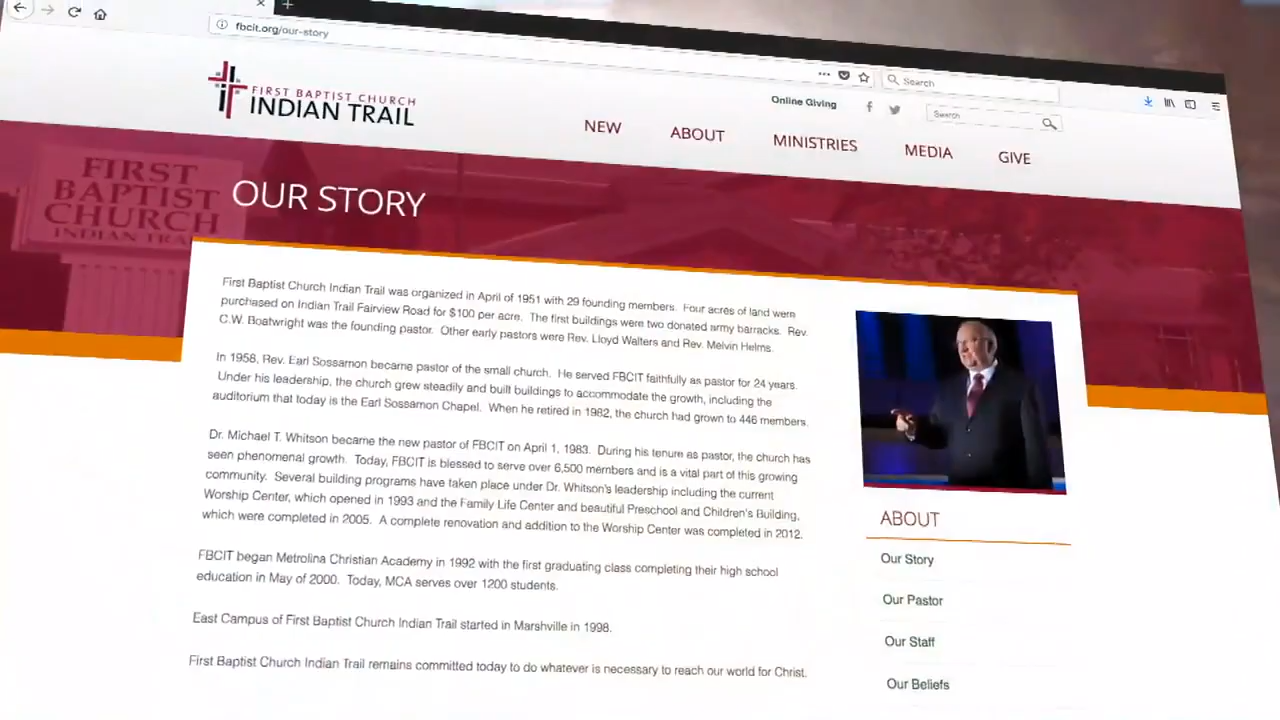 fbcit.org/our-story
Search
FIRST BAPTIST CHURCH
INDIAN TRAIL
Online Giving
Search
NEW
ABOUT
MINISTRIES
MEDIA
GIVE
FIRST
BAPTIST
CHURCH
INDIAN TRA
OUR STORY
First Baptist Church Indian Trail was organized in April of 1951 with 29 founding members. Four acres of land were
purchased on Indian Trail Fairview Road for $100 per acre. The first buildings were two donated army barracks. Rev.
C.W. Boatwright was the founding pastor. Other early pastors were Rev. Lloyd Walters and Rev. Melvin Helms.
In 1958, Rev. Earl Sossamon became pastor of the small church. He served FBCIT faithfully as pastor for 24 years.
Under his leadership, the church grew steadily and built buildings to accommodate the growth, including the
auditorium that today is the Earl Sossamon Chapel. When he retired in 1982, the church had grown to 446 members.
Dr. Michael T. Whitson became the new pastor of FBCIT on April 1, 1983. During his tenure as pastor, the church has
seen phenomenal growth. Today, FBCIT is blessed to serve over 6,500 members and is a vital part of this growing
community. Several building programs have taken place under Dr. Whitson's leadership including the current
Worship Center, which opened in 1993 and the Family Life Center and beautiful Preschool and Children's Building,
which were completed in 2005. A complete renovation and addition to the Worship Center was completed in 2012.
FBCIT began Metrolina Christian Academy in 1992 with the first graduating class completing their high school
education in May of 2000. Today, MCA serves over 1200 students.
East Campus of First Baptist Church Indian Trail started in Marshville in 1998.
First Baptist Church Indian Trail remains committed today to do whatever is necessary to reach our world for Christ.
ABOUT
Our Story
Our Pastor
Our Staff
Our Beliefs